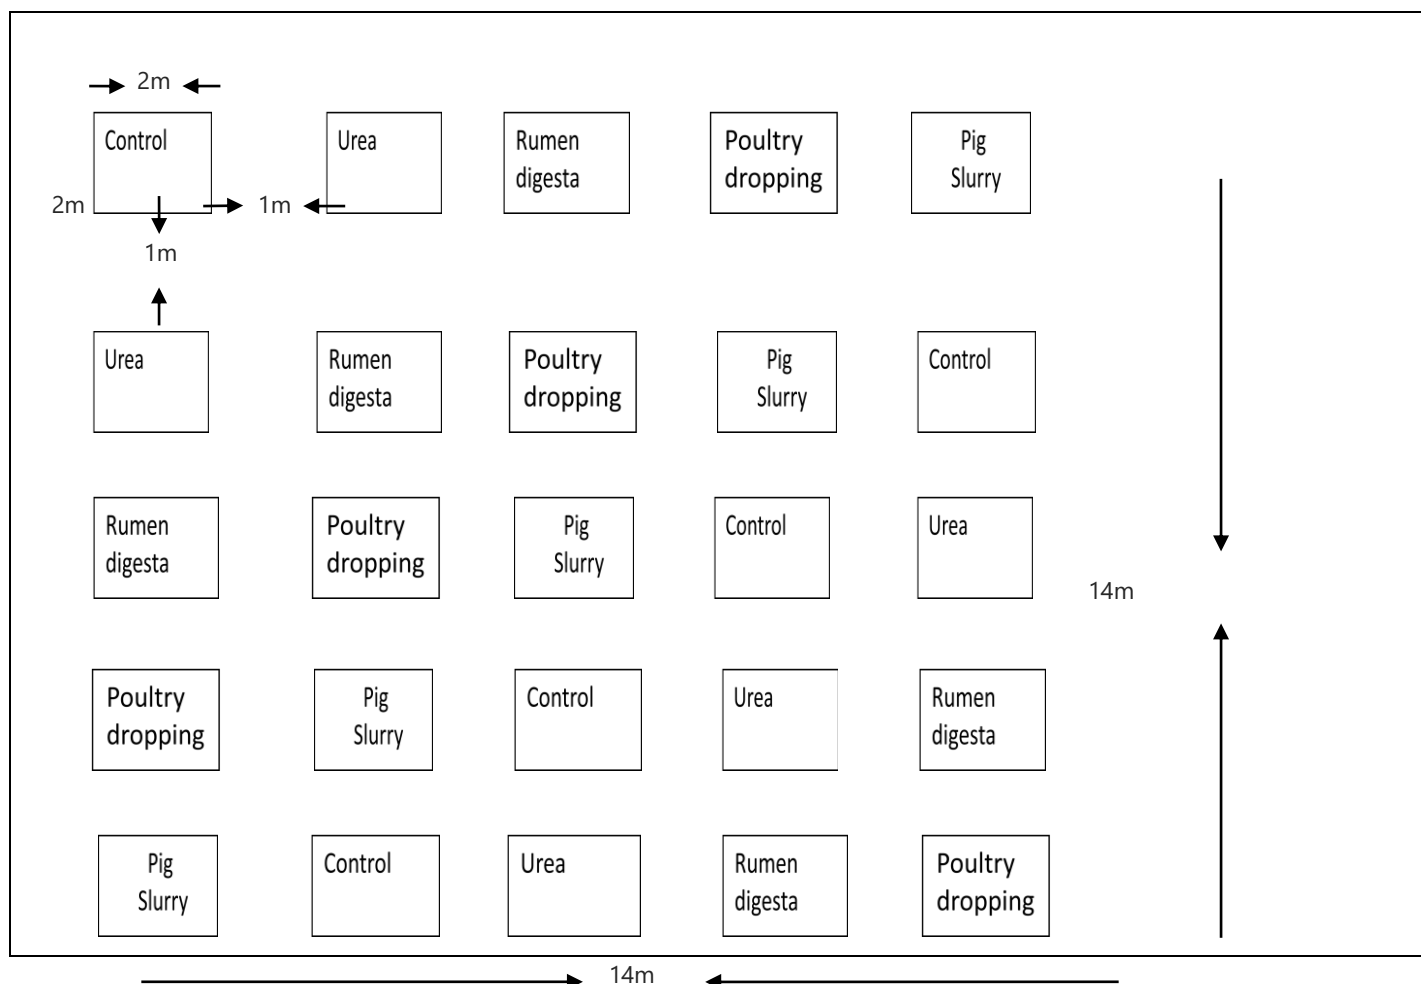 2m
Control
Urea
Rumen
digesta
Poultry
dropping
Pig
Slurry
2m
1m
1m
Urea
Rumen
digesta
Poultry
dropping
Pig
Slurry
Control
Rumen
digesta
Poultry
dropping
Pig
Slurry
Control
Urea
14m
Poultry
dropping
Pig
Slurry
Control
Urea
Rumen
digesta
Pig
Slurry
Control
Urea
Rumen
digesta
Poultry
dropping
14m